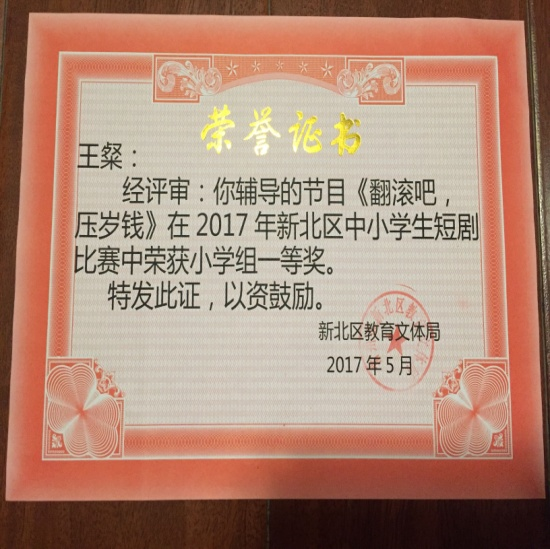 荣誉证书
王粲：
经评审：你辅导的节目《翻滚吧，
压岁钱》在2017年新北区中小学生短剧
比赛中荣获小学组一等奖。
特发此证，以资鼓励。
新北区教育文体局
2017年5月